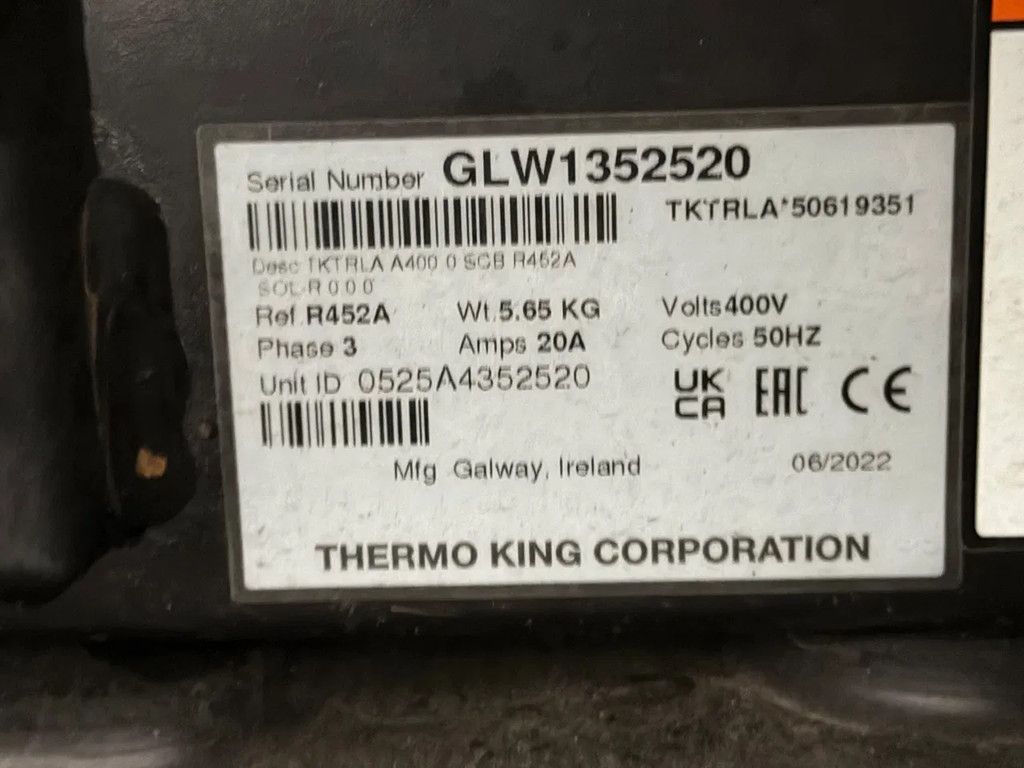 Serial Number GLW1352520
TKTRLA*50619351
Desc TKTRLA A400 0 SCB R452A
SOL R 0 0 0
Ref. R452A Wt. 5.65 KG Volts 400V
Phase 3 Amps 20A Cycles 50HZ
Unit ID 0525A4352520
UK
CA EAC CE
Mfg Galway, Ireland 06/2022
THERMO KING CORPORATION